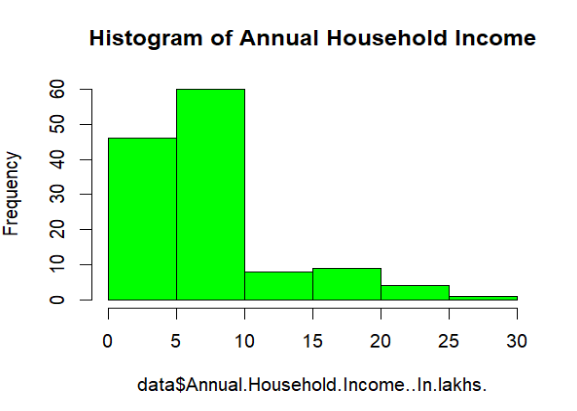 Histogram of Annual Household Income
Frequency
60
50
40
30
20
10
0
0 5 10 15 20 25 30
data$Annual.Household.Income..In.lakhs.